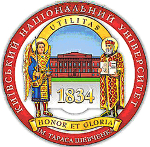 КИЇВСЬКИЙ НАЦІОНАЛЬНИЙ УНІВЕРСИТЕТ
UTILITAS
1834
HONOR ET GLORIA
ІМ. ТАРАСА ШЕВЧЕНКА